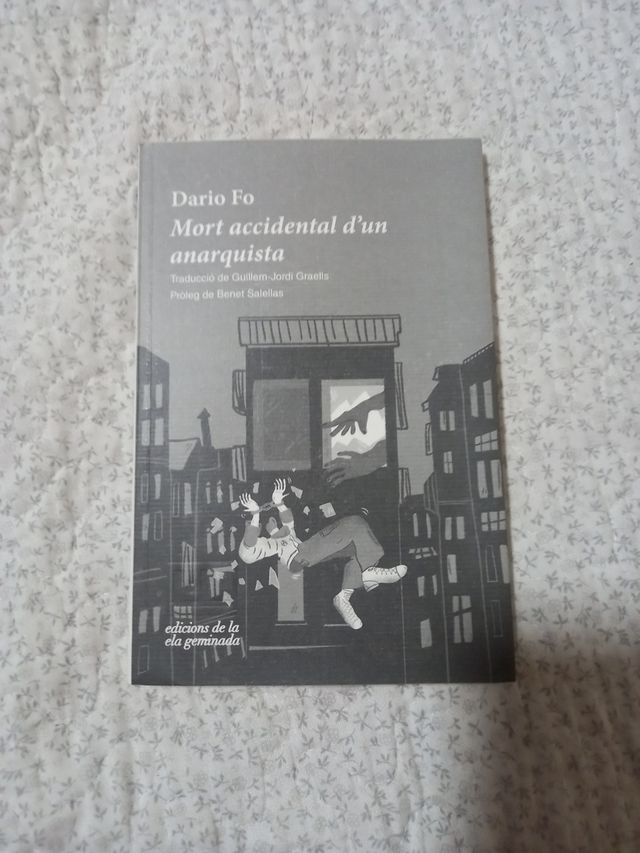 Dario Fo
Mort accidental d'un
anarquista
Traducció de Guillem-Jordi Graells
Pròleg de Benet Salellas
edicions de la
ela geminada